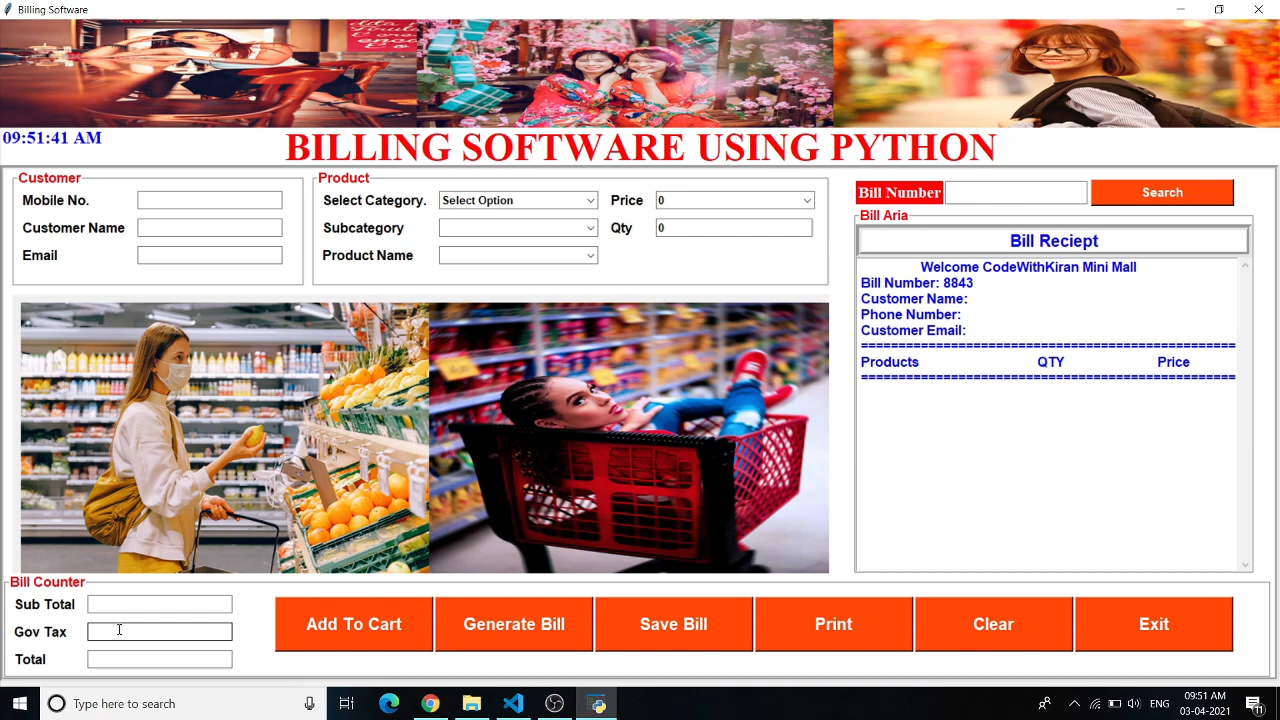 Billing Software
09:51:41 AM
BILLING SOFTWARE USING PYTHON
Customer
Mobile No.
Customer Name
Email
Product
Select Category. Select Option
Subcategory
Product Name
Price 0
Qty 0
Bill Number Search
Bill Aria
Bill Reciept
Welcome CodeWithKiran Mini Mall
Bill Number: 8843
Customer Name:
Phone Number:
Customer Email:
==================================================
Products QTY Price
==================================================
Bill Counter
Sub Total
Gov Tax
Total
Add To Cart Generate Bill Save Bill Print Clear Exit
Type here to search
ENG
09:51 AM
03-04-2021